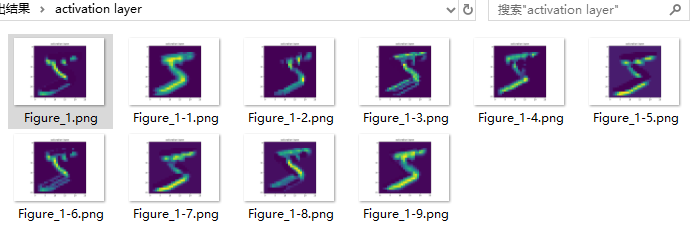 出结果 > activation layer 搜索"activation layer"
Figure_1.png Figure_1-1.png Figure_1-2.png Figure_1-3.png Figure_1-4.png Figure_1-5.png
Figure_1-6.png Figure_1-7.png Figure_1-8.png Figure_1-9.png